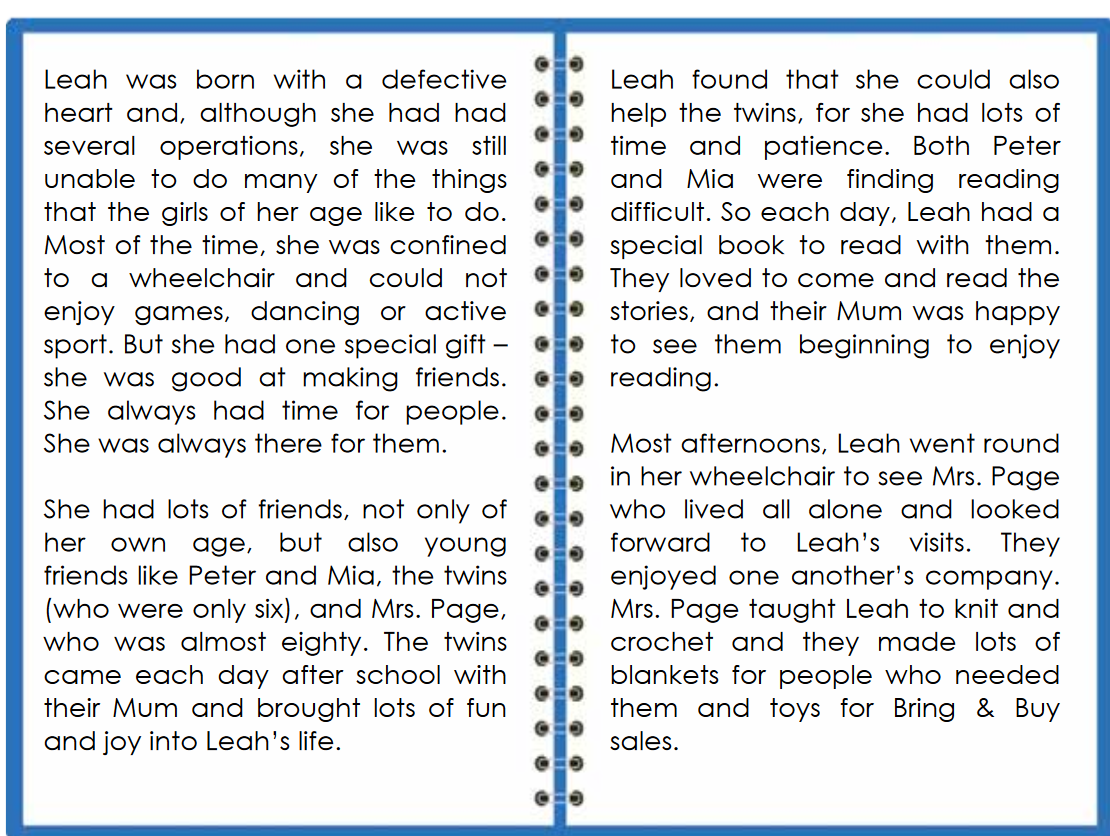 Leah was born with a defective
heart and, although she had had
several operations, she was still
unable to do many of the things
that the girls of her age like to do.
Most of the time, she was confined
to a wheelchair and could not
enjoy games, dancing or active
sport. But she had one special gift –
she was good at making friends.
She always had time for people.
She was always there for them.

She had lots of friends, not only of
her own age, but also young
friends like Peter and Mia, the twins
(who were only six), and Mrs. Page,
who was almost eighty. The twins
came each day after school with
their Mum and brought lots of fun
and joy into Leah's life.

Leah found that she could also
help the twins, for she had lots of
time and patience. Both Peter
and Mia were finding reading
difficult. So each day, Leah had a
special book to read with them.
They loved to come and read the
stories, and their Mum was happy
to see them beginning to enjoy
reading.

Most afternoons, Leah went round
in her wheelchair to see Mrs. Page
who lived all alone and looked
forward to Leah's visits. They
enjoyed one another's company.
Mrs. Page taught Leah to knit and
crochet and they made lots of
blankets for people who needed
them and toys for Bring & Buy
sales.